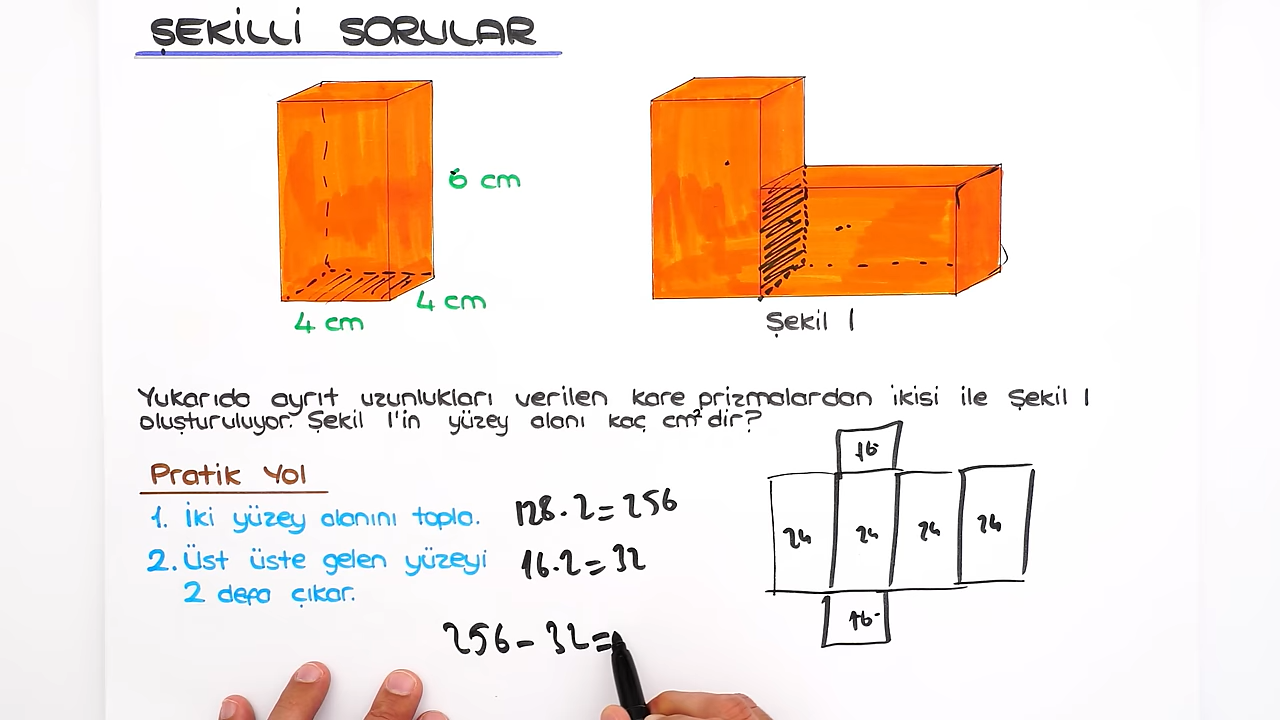 ŞEKİLLİ SORULAR
6 cm
4 cm
4 cm
Şekil 1
Yukarıda ayrıt uzunlukları verilen kare prizmalardan ikisi ile Şekil 1
oluşturuluyor. Şekil 1'in yüzey alanı kaç cm² dir?
Pratik Yol
1. İki yüzey alanını topla.
128.2=256
2. Üst üste gelen yüzeyi
2 defa çıkar.
16.2=32
256-32=
16
24 24 24 24
16